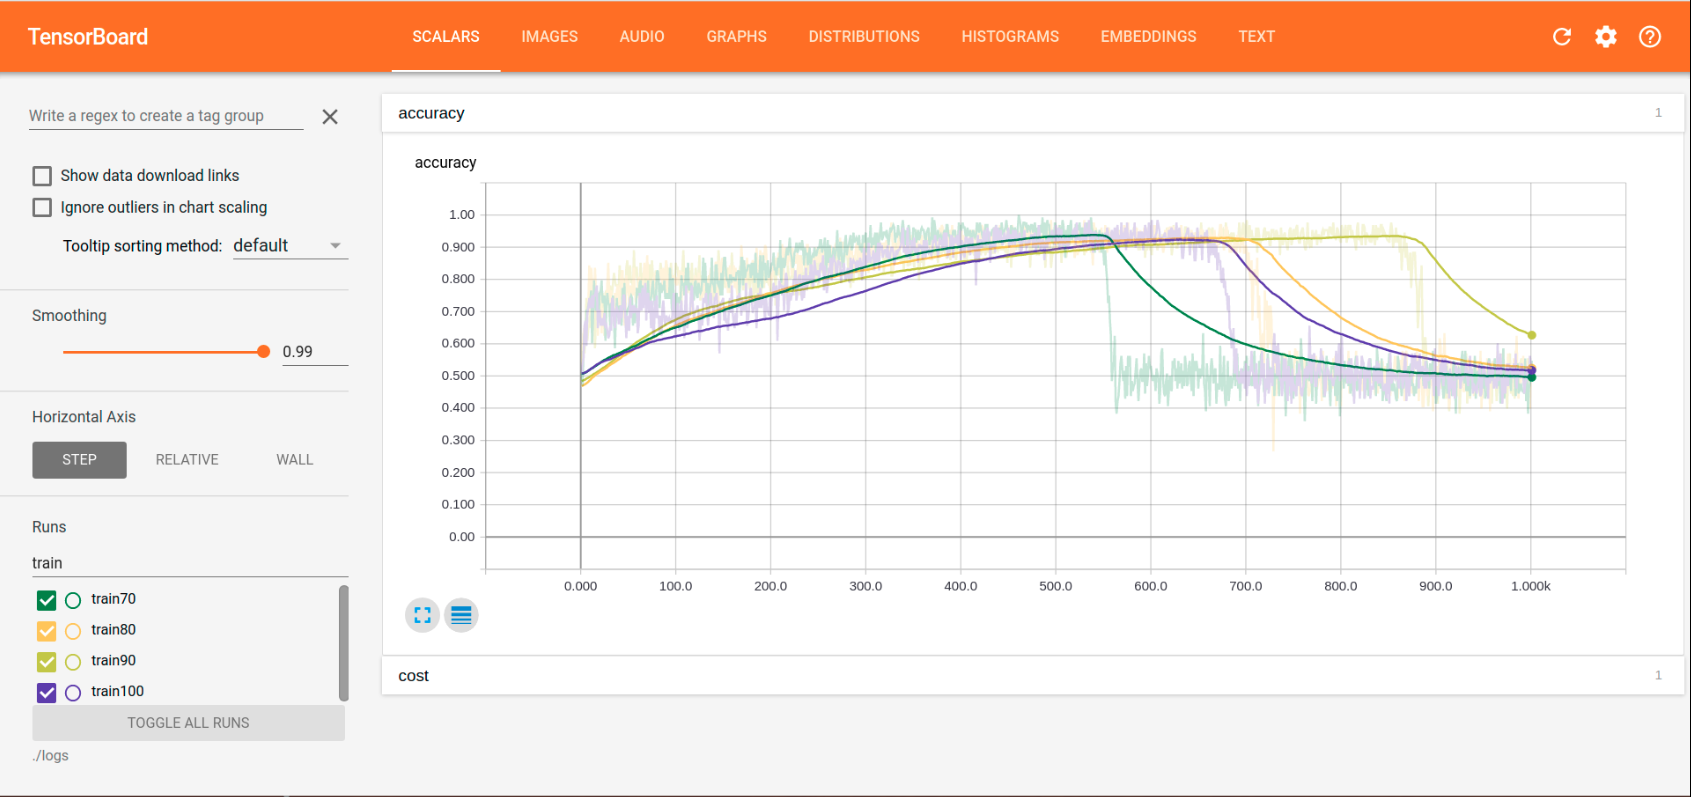 TensorBoard SCALARS IMAGES AUDIO GRAPHS DISTRIBUTIONS HISTOGRAMS EMBEDDINGS TEXT
Write a regex to create a tag group
Show data download links
Ignore outliers in chart scaling
Tooltip sorting method: default
Smoothing
0.99
Horizontal Axis
STEP RELATIVE WALL
Runs
train
train70
train80
train90
train100
TOGGLE ALL RUNS
./logs
accuracy 1
accuracy
1.00
0.900
0.800
0.700
0.600
0.500
0.400
0.300
0.200
0.100
0.00
0.000 100.0 200.0 300.0 400.0 500.0 600.0 700.0 800.0 900.0 1.000k
cost 1